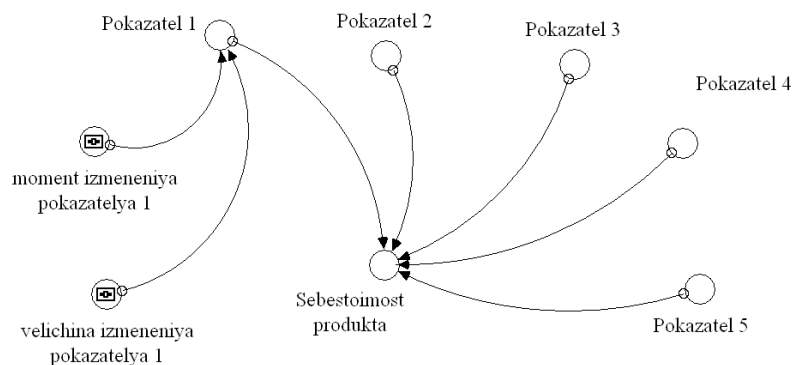 Pokazatel 1
Pokazatel 2
Pokazatel 3
Pokazatel 4
moment izmeneniya
pokazatelya 1
Sebestoimost
produkta
velichina izmeneniya
pokazatelya 1
Pokazatel 5